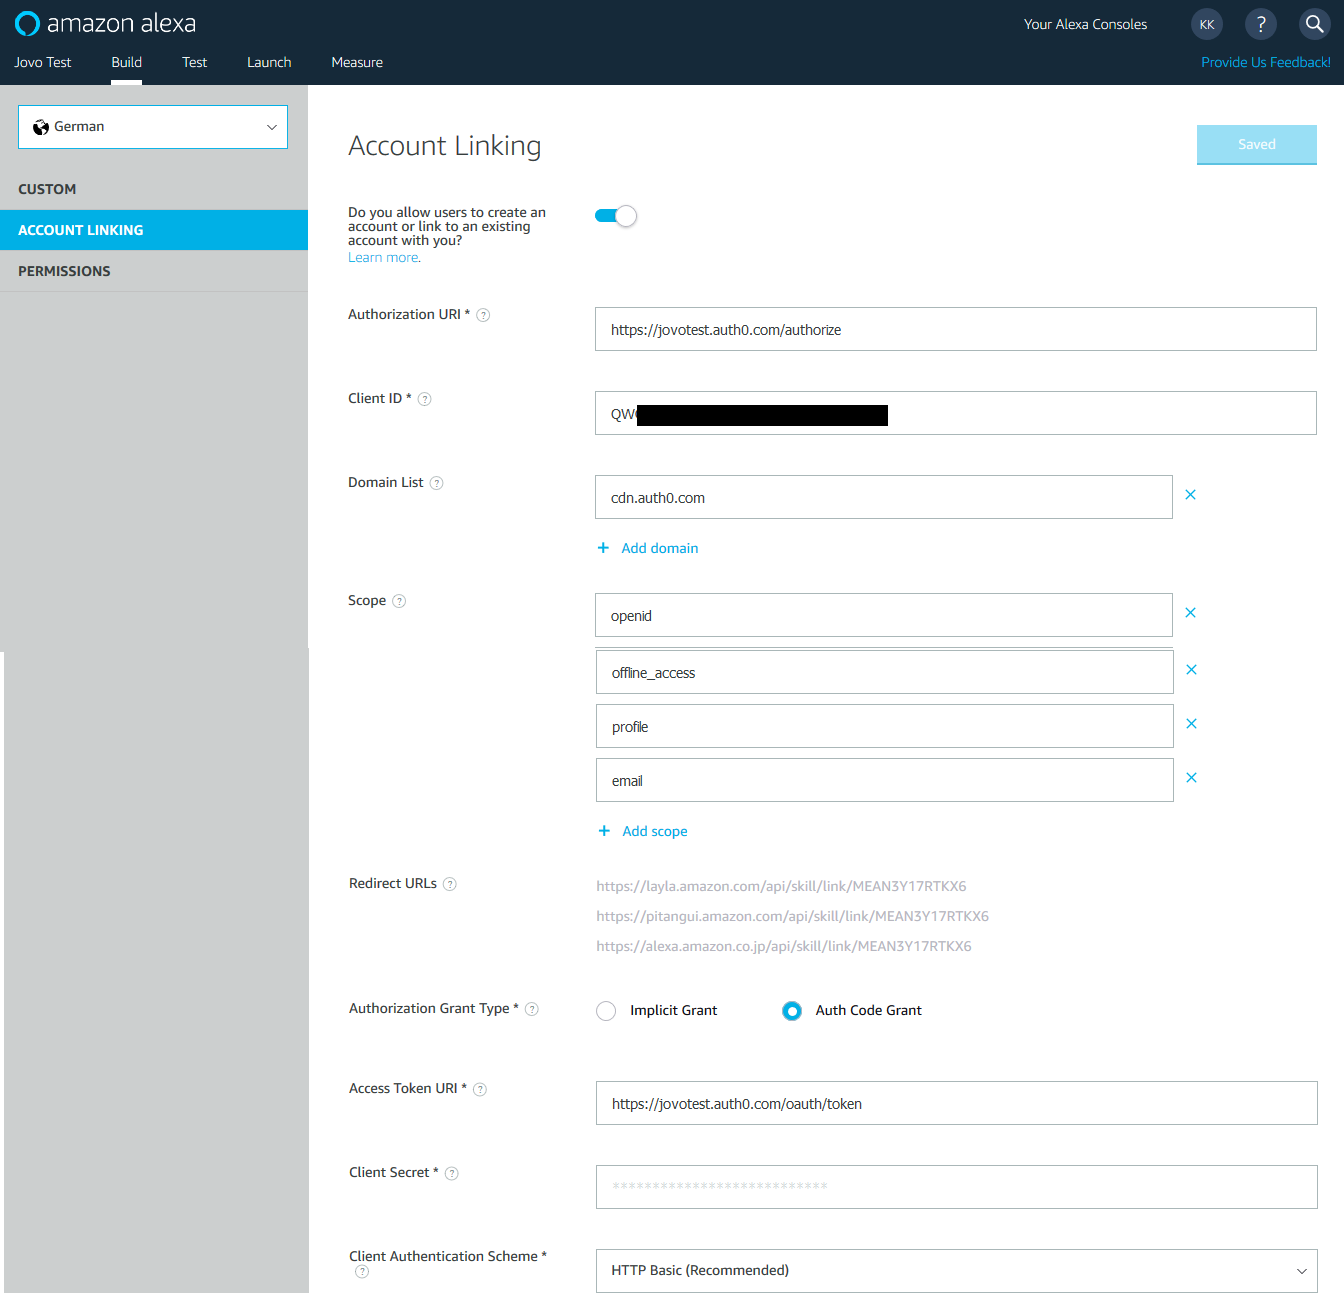 amazon alexa
Your Alexa Consoles
KK
?
Jovo Test
Build
Test
Launch
Measure
Provide Us Feedback!
German
CUSTOM
ACCOUNT LINKING
PERMISSIONS
Account Linking
Saved
Do you allow users to create an
account or link to an existing
account with you?
Learn more.
Authorization URI * ?
https://jovotest.auth0.com/authorize
Client ID * ?
Domain List ?
cdn.auth0.com
+ Add domain
Scope ?
openid
offline_access
profile
email
+ Add scope
Redirect URLs ?
https://layla.amazon.com/api/skill/link/MEAN3Y17RTKX6
https://pitangui.amazon.com/api/skill/link/MEAN3Y17RTKX6
https://alexa.amazon.co.jp/api/skill/link/MEAN3Y17RTKX6
Authorization Grant Type * ?
Implicit Grant
Auth Code Grant
Access Token URI * ?
https://jovotest.auth0.com/oauth/token
Client Secret * ?
***************************
Client Authentication Scheme *
?
HTTP Basic (Recommended)